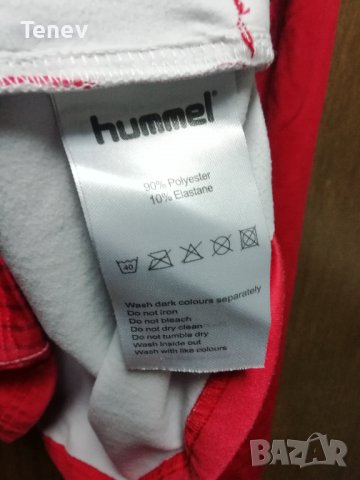 Tenev
hummel
90% Polyester
10% Elastane
40
Wash dark colours separately
Do not iron
Do not bleach
Do not dry clean
Do not tumble dry
Wash inside out
Wash with like colours
BAZAR